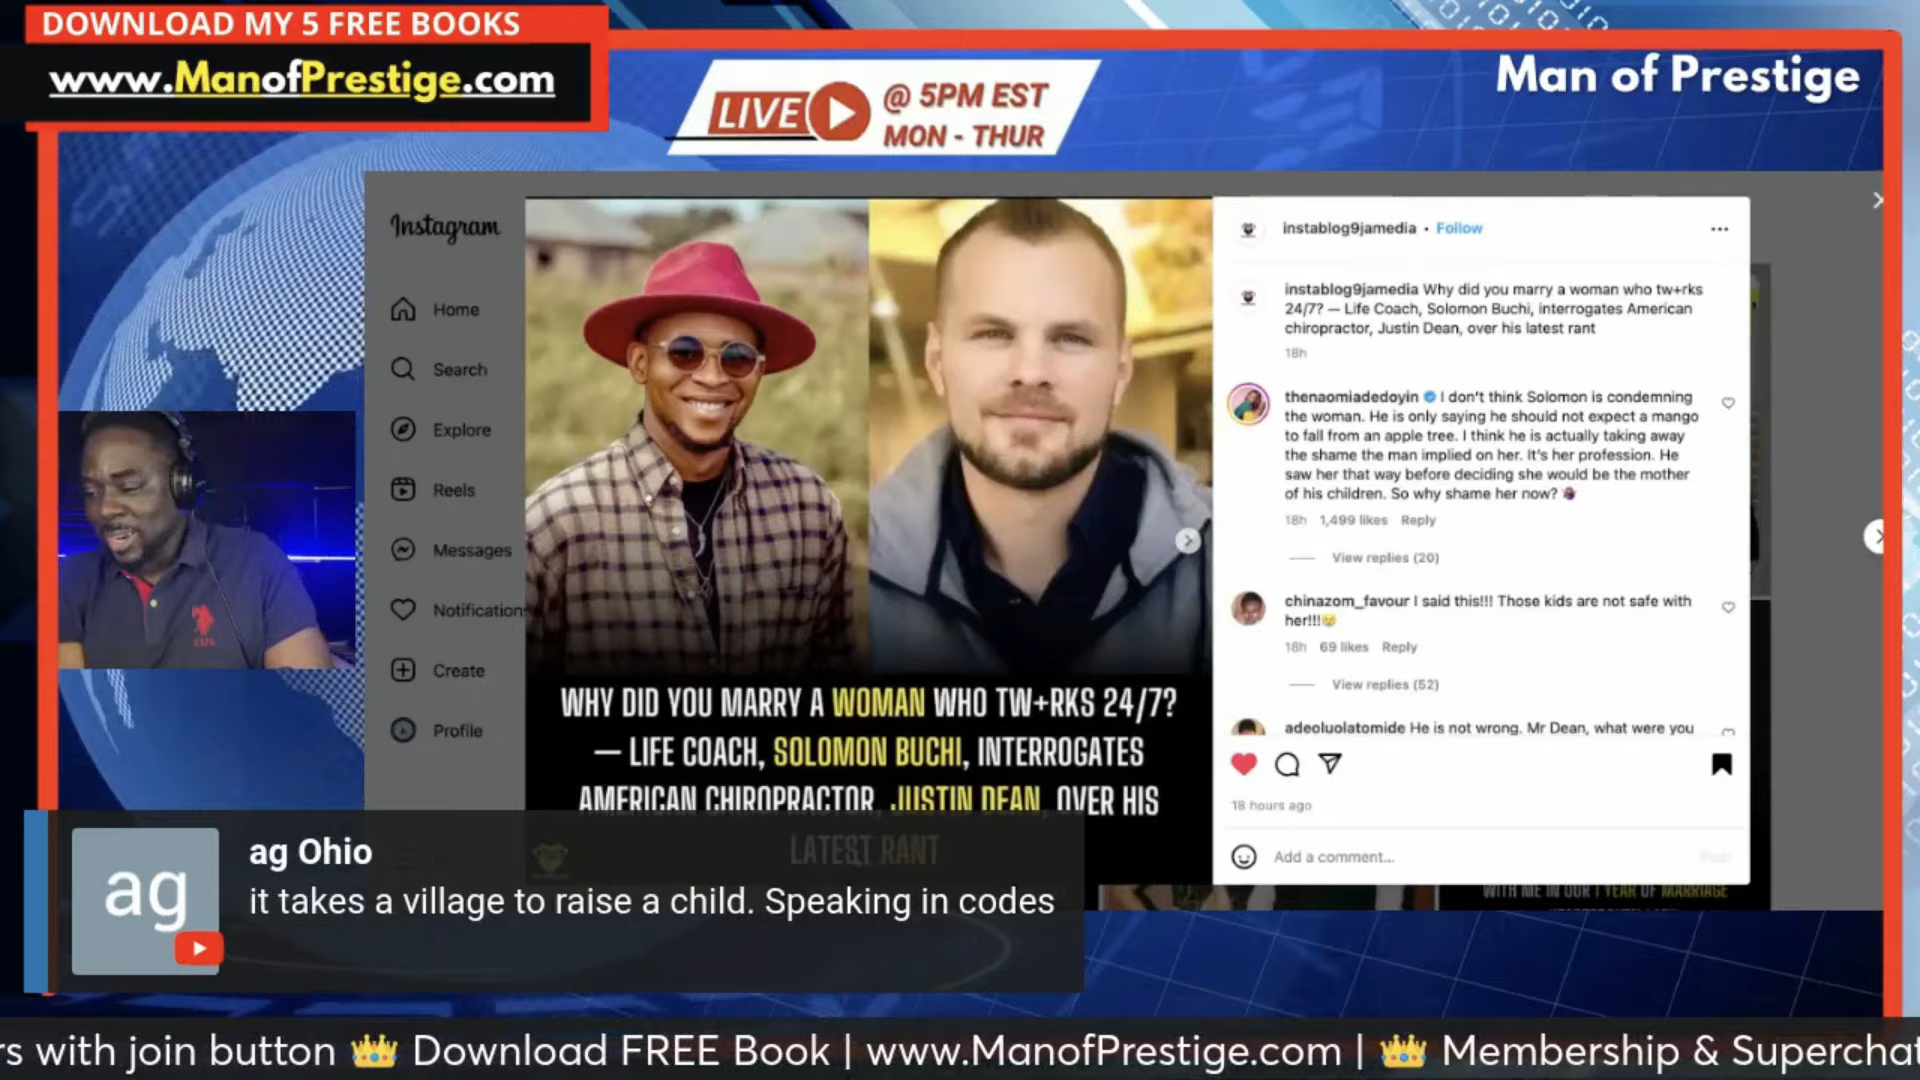 DOWNLOAD MY 5 FREE BOOKS
www.ManofPrestige.com
LIVE
@ 5PM EST
MON - THUR
Man of Prestige
Instagram
Home
Search
Explore
Reels
Messages
Notifications
Create
Profile
WHY DID YOU MARRY A WOMAN WHO TW+RKS 24/7?
— LIFE COACH, SOLOMON BUCHI, INTERROGATES
AMERICAN CHIROPRACTOR, JUSTIN DEAN, OVER HIS
LATEST RANT
instablog9jamedia • Follow
instablog9jamedia Why did you marry a woman who tw+rks
24/7? — Life Coach, Solomon Buchi, interrogates American
chiropractor, Justin Dean, over his latest rant
18h
thenaomiadedoyin I don't think Solomon is condemning
the woman. He is only saying he should not expect a mango
to fall from an apple tree. I think he is actually taking away
the shame the man implied on her. It's her profession. He
saw her that way before deciding she would be the mother
of his children. So why shame her now?
18h 1,499 likes Reply
View replies (20)
chinazom_favour I said this!!! Those kids are not safe with
her!!!😢
18h 69 likes Reply
View replies (52)
adeoluolatomide He is not wrong. Mr Dean, what were you
18 hours ago
Add a comment...
Post
WITH ME IN OUR 1 YEAR OF MARRIAGE
ag
ag Ohio
it takes a village to raise a child. Speaking in codes
rs with join button 👑 Download FREE Book | www.ManofPrestige.com | 👑 Membership & Superchat